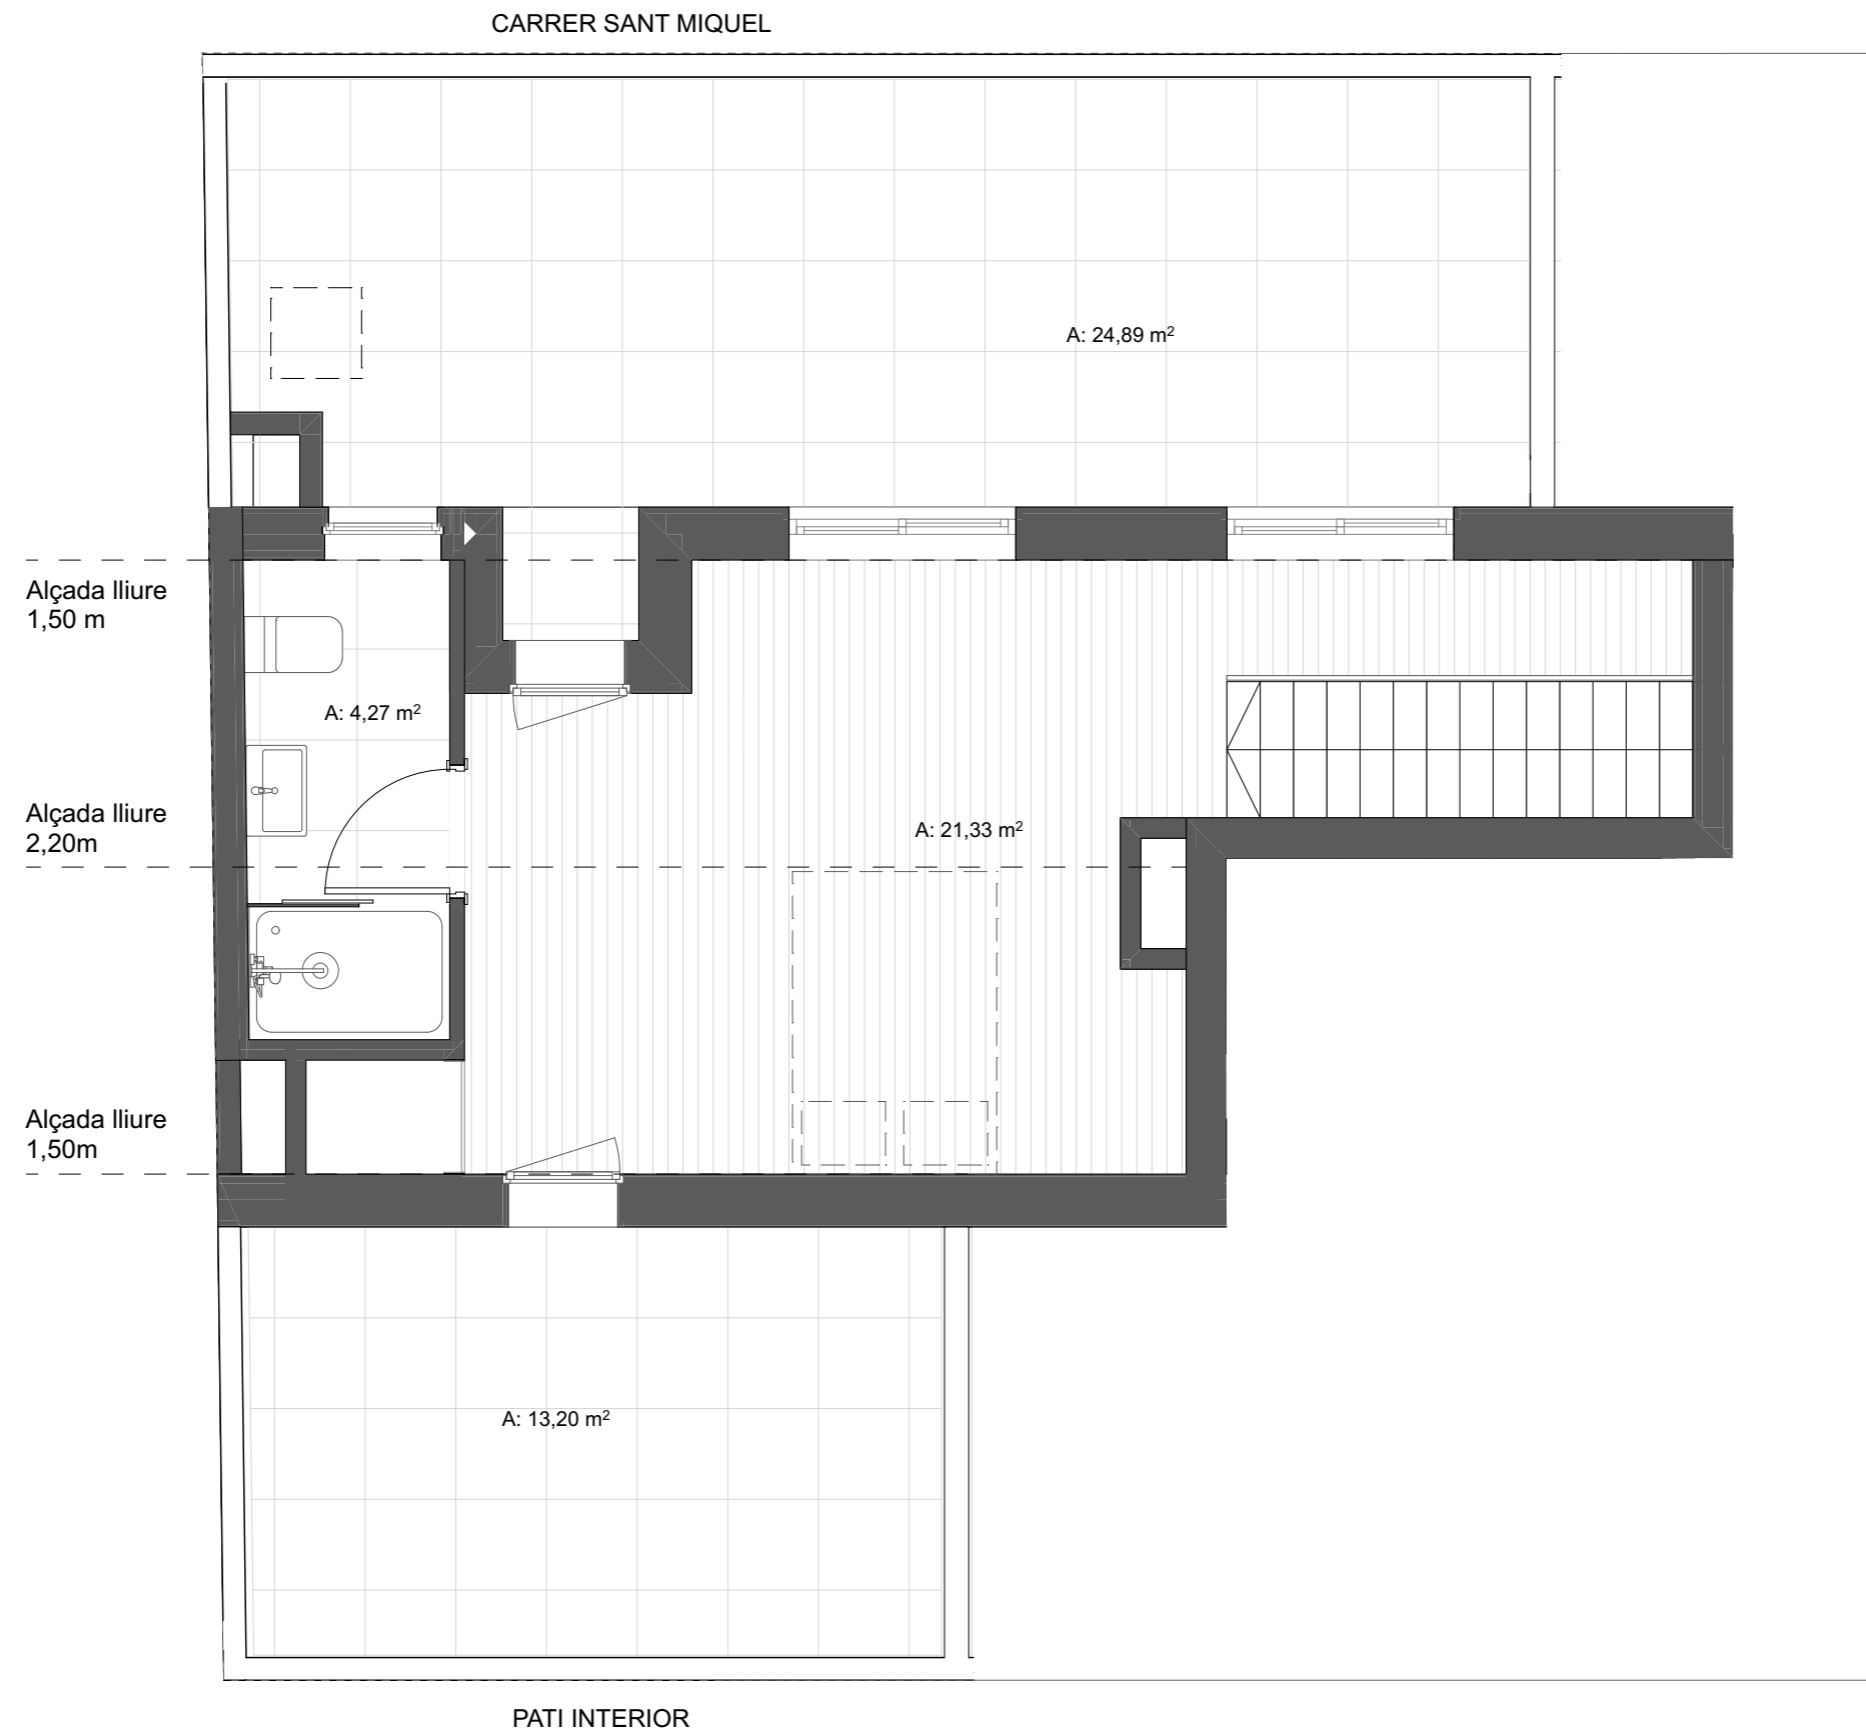 CARRER SANT MIQUEL
A: 24,89 m²
Alçada lliure
1,50 m
A: 4,27 m²
Alçada lliure
2,20m
A: 21,33 m²
Alçada lliure
1,50m
A: 13,20 m²
PATI INTERIOR